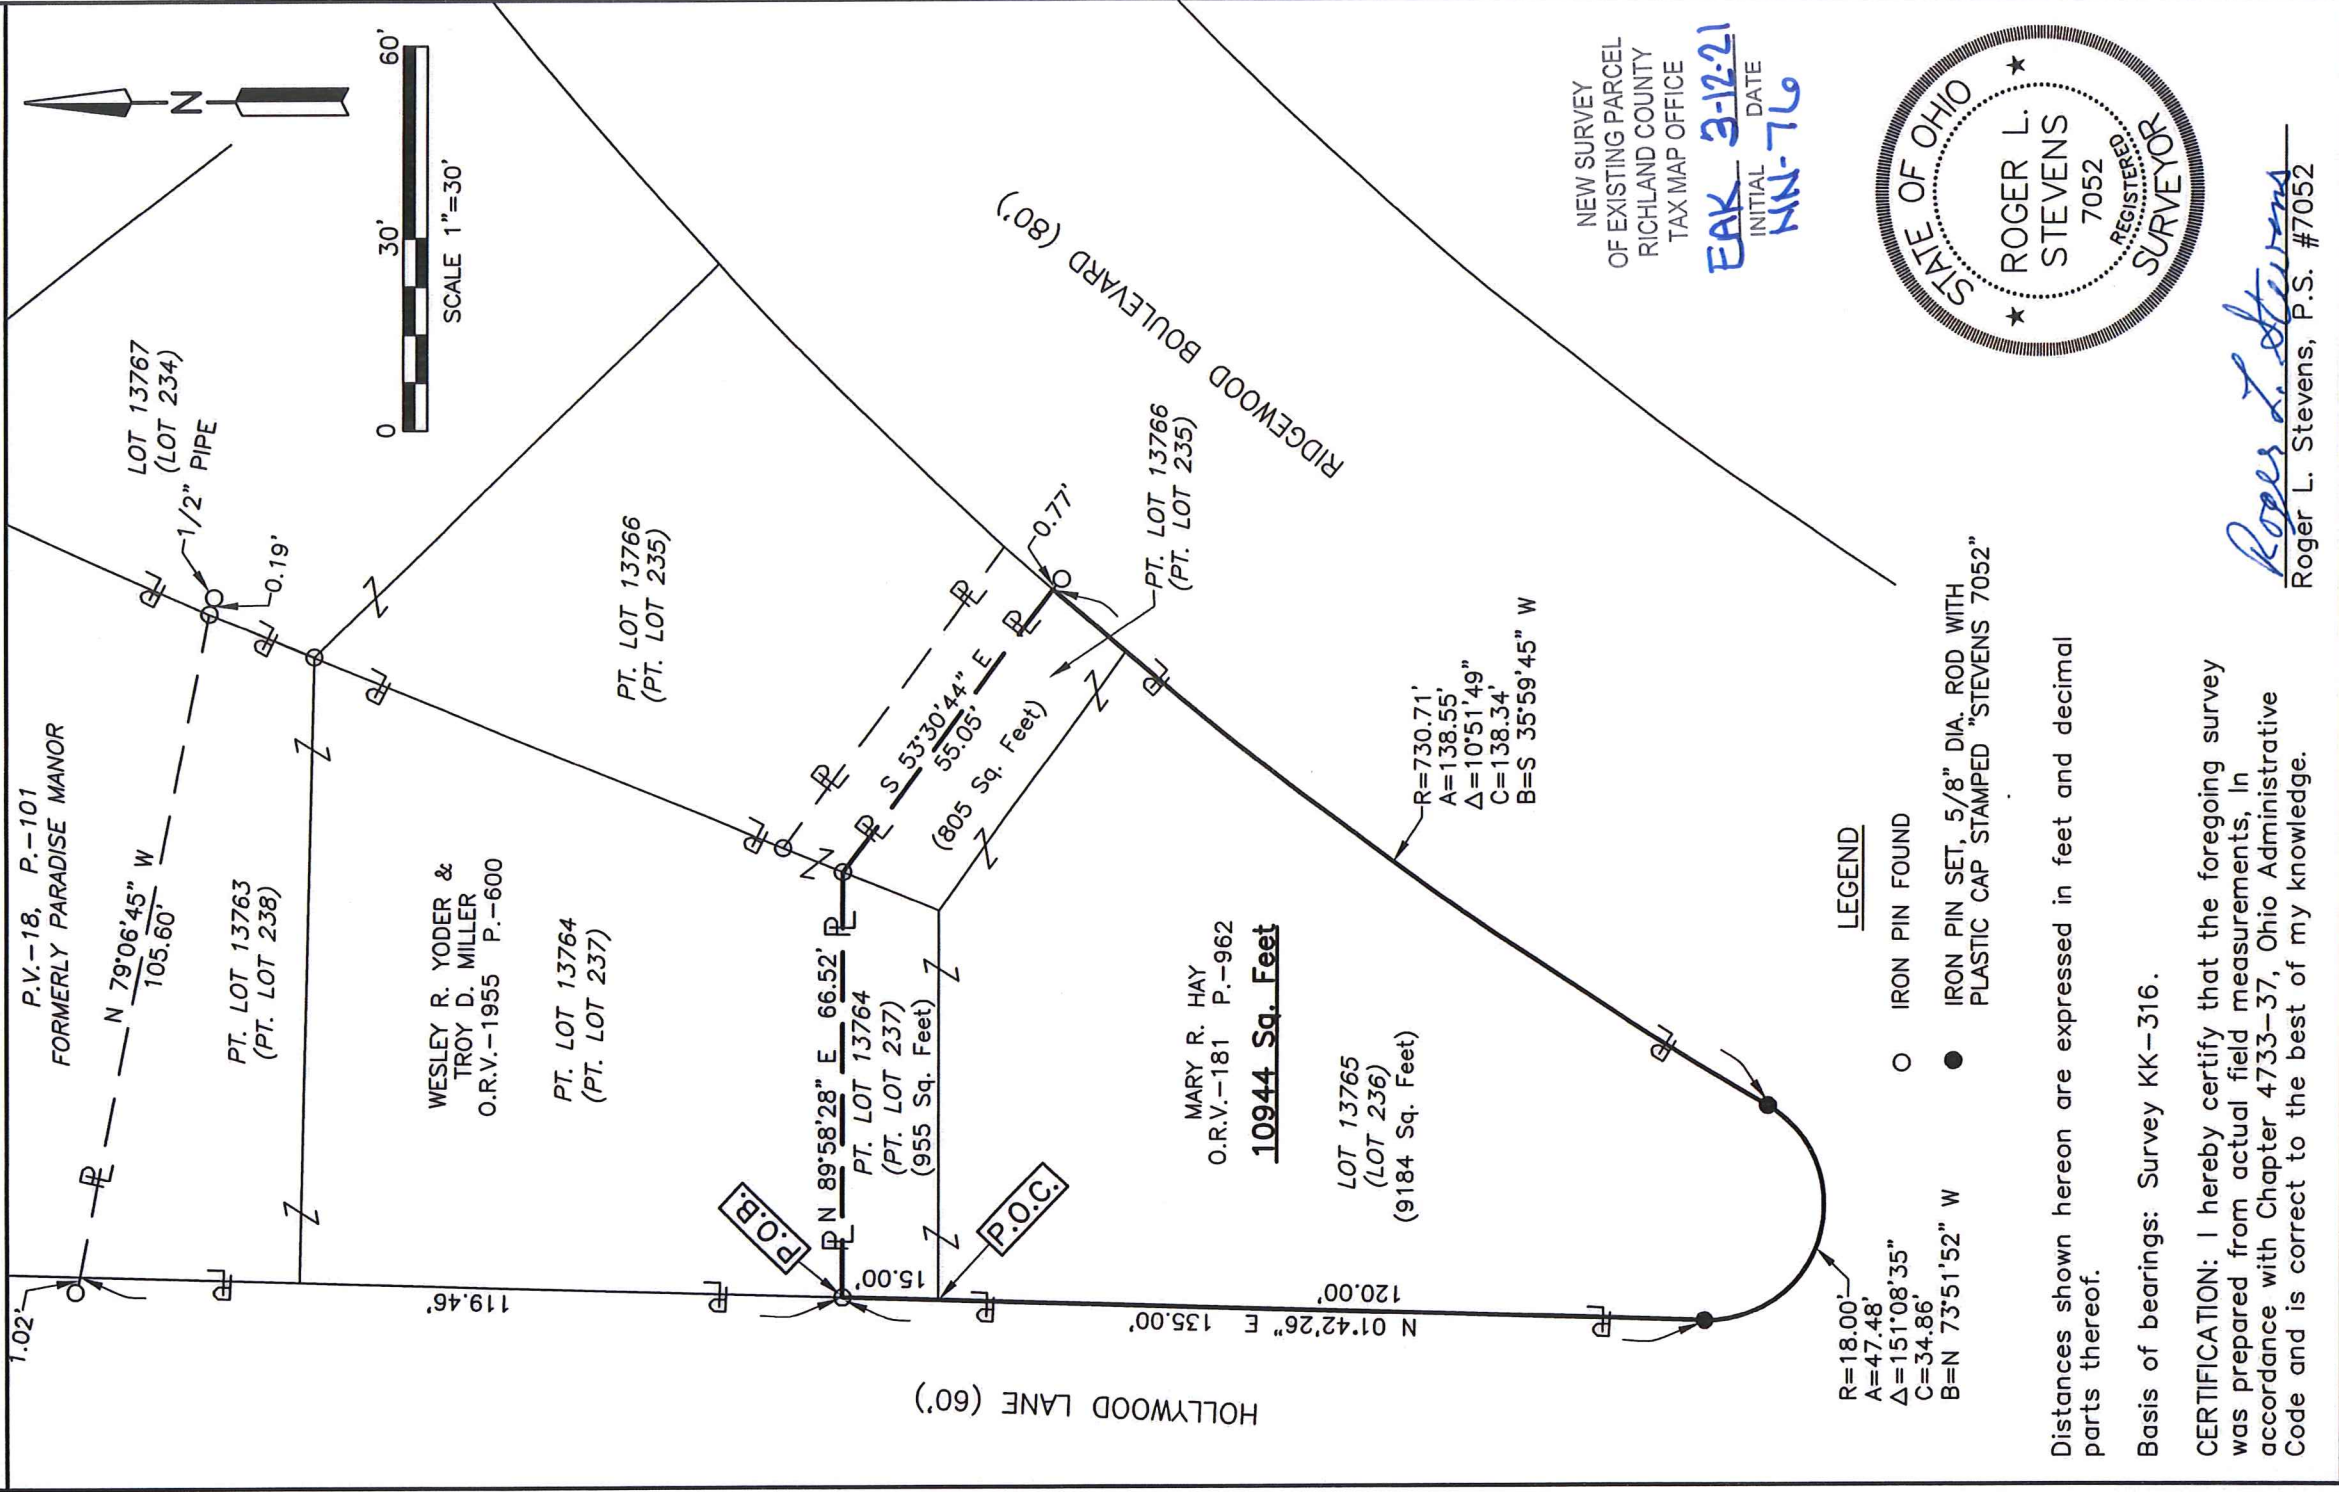 P.V.-18, P.-101
FORMERLY PARADISE MANOR
1.02'
N 79°06'45" W
105.60'
PT. LOT 13763
(PT. LOT 238)
LOT 13767
(LOT 234)
1/2" PIPE
0.19'
N
0 30' 60'
SCALE 1"=30'
WESLEY R. YODER &
TROY D. MILLER
O.R.V.-1955 P.-600
PT. LOT 13764
(PT. LOT 237)
PT. LOT 13766
(PT. LOT 235)
119.46'
P.O.B.
N 89°58'28" E 66.52'
PT. LOT 13764
(PT. LOT 237)
(955 Sq. Feet)
15.00'
P.O.C.
S 53°30'44" E
55.05'
(805 Sq. Feet)
0.77'
PT. LOT 13766
(PT. LOT 235)
RIDGEWOOD BOULEVARD (80')
HOLLYWOOD LANE (60')
N 01°42'26" E 135.00'
120.00'
MARY R. HAY
O.R.V.-181 P.-962
10944 Sq. Feet
LOT 13765
(LOT 236)
(9184 Sq. Feet)
R=730.71'
A=138.55'
Δ=10°51'49"
C=138.34'
B=S 35°59'45" W
R=18.00'
A=47.48'
Δ=151°08'35"
C=34.86'
B=N 73°51'52" W
LEGEND
IRON PIN FOUND
IRON PIN SET, 5/8" DIA. ROD WITH
PLASTIC CAP STAMPED "STEVENS 7052"
NEW SURVEY
OF EXISTING PARCEL
RICHLAND COUNTY
TAX MAP OFFICE
EAK 3-12-21
INITIAL DATE
NN-76
STATE OF OHIO
ROGER L.
STEVENS
7052
REGISTERED
SURVEYOR
Distances shown hereon are expressed in feet and decimal
parts thereof.
Basis of bearings: Survey KK-316.
CERTIFICATION: I hereby certify that the foregoing survey
was prepared from actual field measurements, In
accordance with Chapter 4733-37, Ohio Administrative
Code and is correct to the best of my knowledge.
Roger L. Stevens
Roger L. Stevens, P.S. #7052